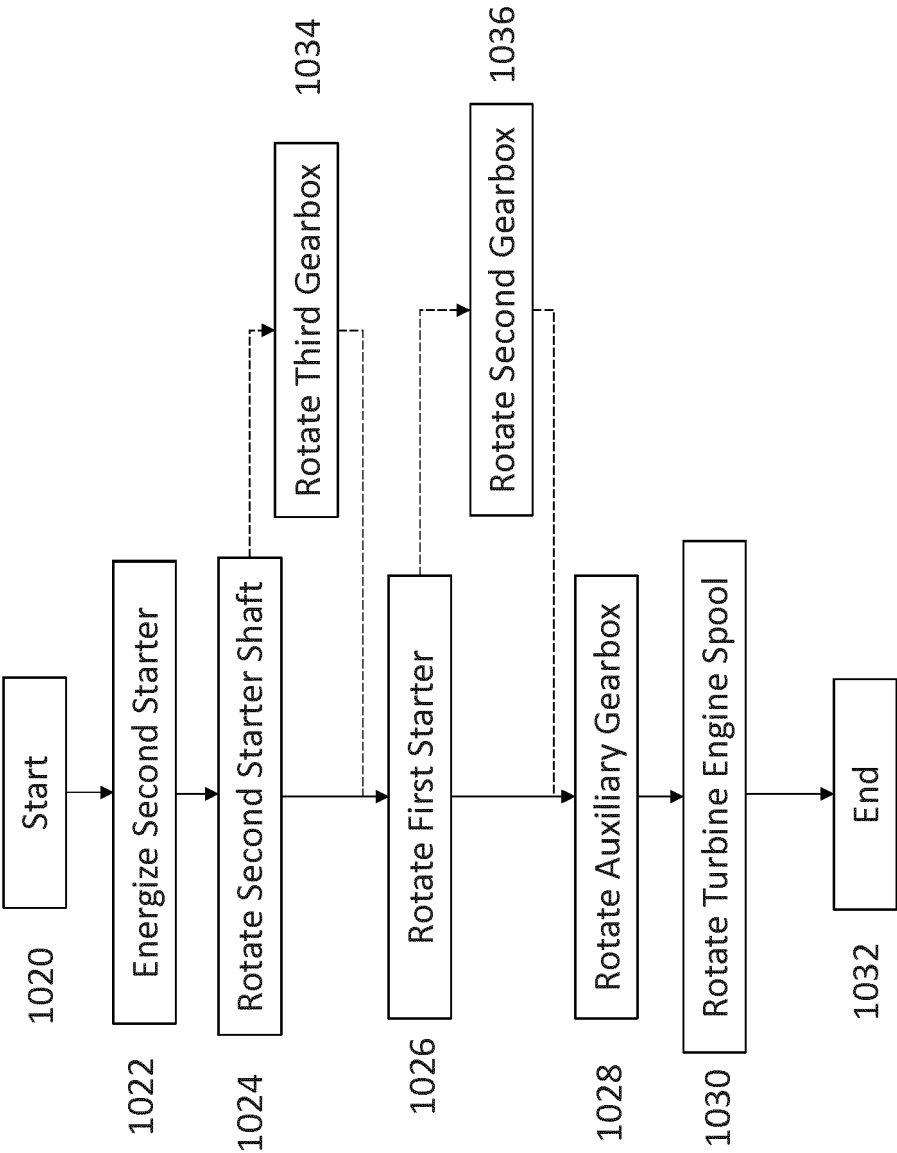 1020
Start
1022
Energize Second Starter
1024
Rotate Second Starter Shaft
1034
Rotate Third Gearbox
1026
Rotate First Starter
1036
Rotate Second Gearbox
1028
Rotate Auxiliary Gearbox
1030
Rotate Turbine Engine Spool
1032
End